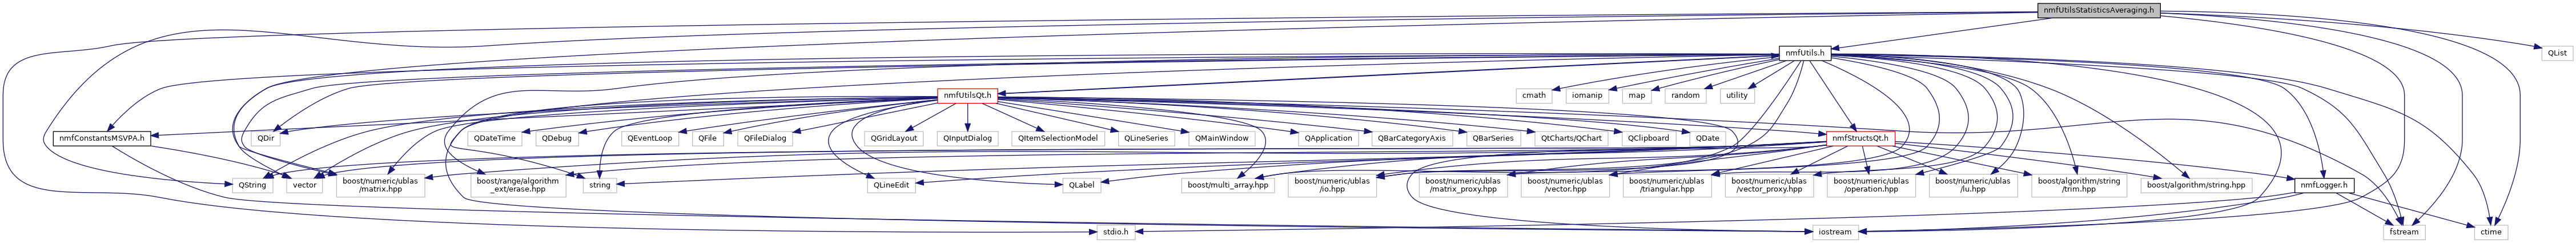 nmfUtilsStatisticsAveraging.h
nmfUtils.h
QList
nmfUtilsQt.h
cmath
iomanip
map
random
utility
nmfConstantsMSVPA.h
QDir
QDateTime
QDebug
QEventLoop
QFile
QFileDialog
QGridLayout
QInputDialog
QItemSelectionModel
QLineSeries
QMainWindow
QApplication
QBarCategoryAxis
QBarSeries
QtCharts/QChart
QClipboard
QDate
nmfStructsQt.h
QString
vector
boost/numeric/ublas
/matrix.hpp
boost/range/algorithm
_ext/erase.hpp
string
QLineEdit
QLabel
boost/multi_array.hpp
boost/numeric/ublas
/io.hpp
boost/numeric/ublas
/matrix_proxy.hpp
boost/numeric/ublas
/vector.hpp
boost/numeric/ublas
/triangular.hpp
boost/numeric/ublas
/vector_proxy.hpp
boost/numeric/ublas
/operation.hpp
boost/numeric/ublas
/lu.hpp
boost/algorithm/string
/trim.hpp
boost/algorithm/string.hpp
nmfLogger.h
stdio.h
iostream
fstream
ctime